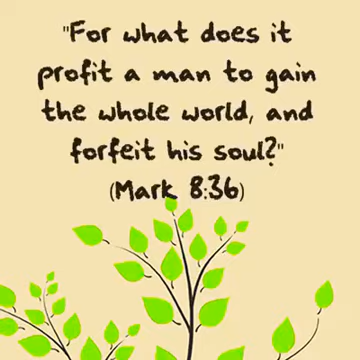 "For what does it
profit a man to gain
the whole world, and
forfeit his soul?"
(Mark 8:36)